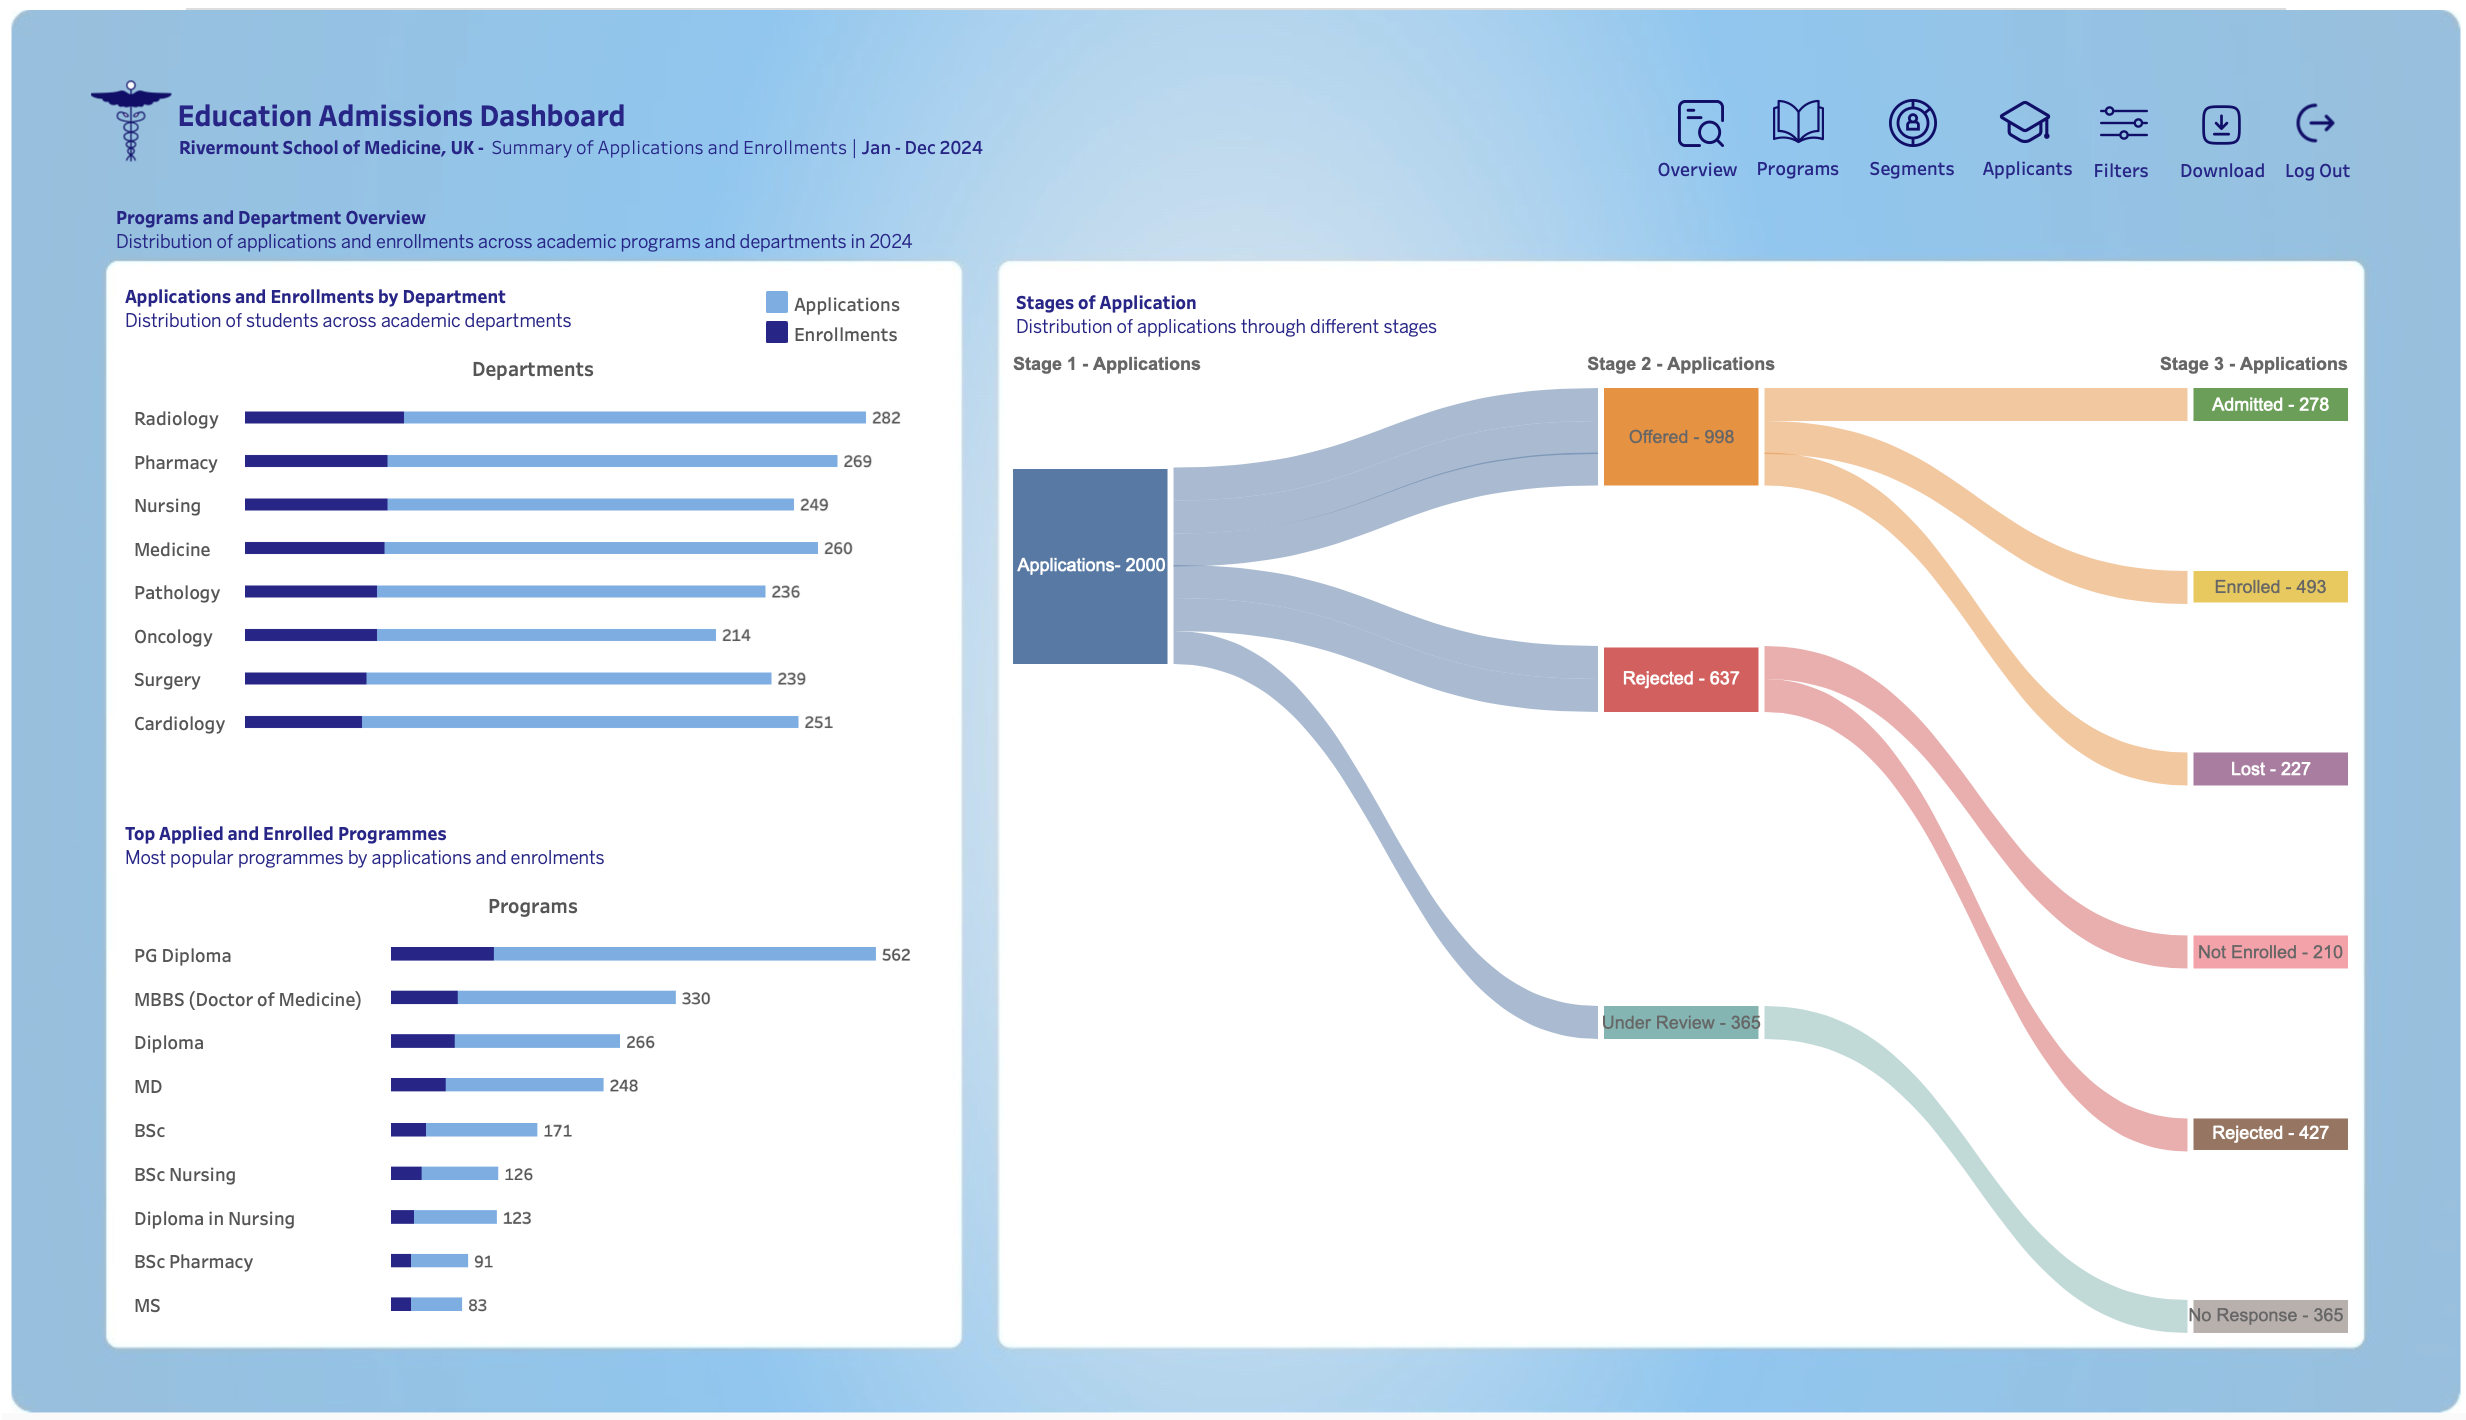 Education Admissions Dashboard
Rivermount School of Medicine, UK - Summary of Applications and Enrollments | Jan - Dec 2024
Overview
Programs
Segments
Applicants
Filters
Download
Log Out
Programs and Department Overview
Distribution of applications and enrollments across academic programs and departments in 2024
Applications and Enrollments by Department
Distribution of students across academic departments
Applications
Enrollments
Departments
Radiology 282
Pharmacy 269
Nursing 249
Medicine 260
Pathology 236
Oncology 214
Surgery 239
Cardiology 251
Top Applied and Enrolled Programmes
Most popular programmes by applications and enrolments
Programs
PG Diploma 562
MBBS (Doctor of Medicine) 330
Diploma 266
MD 248
BSc 171
BSc Nursing 126
Diploma in Nursing 123
BSc Pharmacy 91
MS 83
Stages of Application
Distribution of applications through different stages
Stage 1 - Applications
Stage 2 - Applications
Stage 3 - Applications
Applications- 2000
Offered - 998
Rejected - 637
Under Review - 365
Admitted - 278
Enrolled - 493
Lost - 227
Not Enrolled - 210
Rejected - 427
No Response - 365